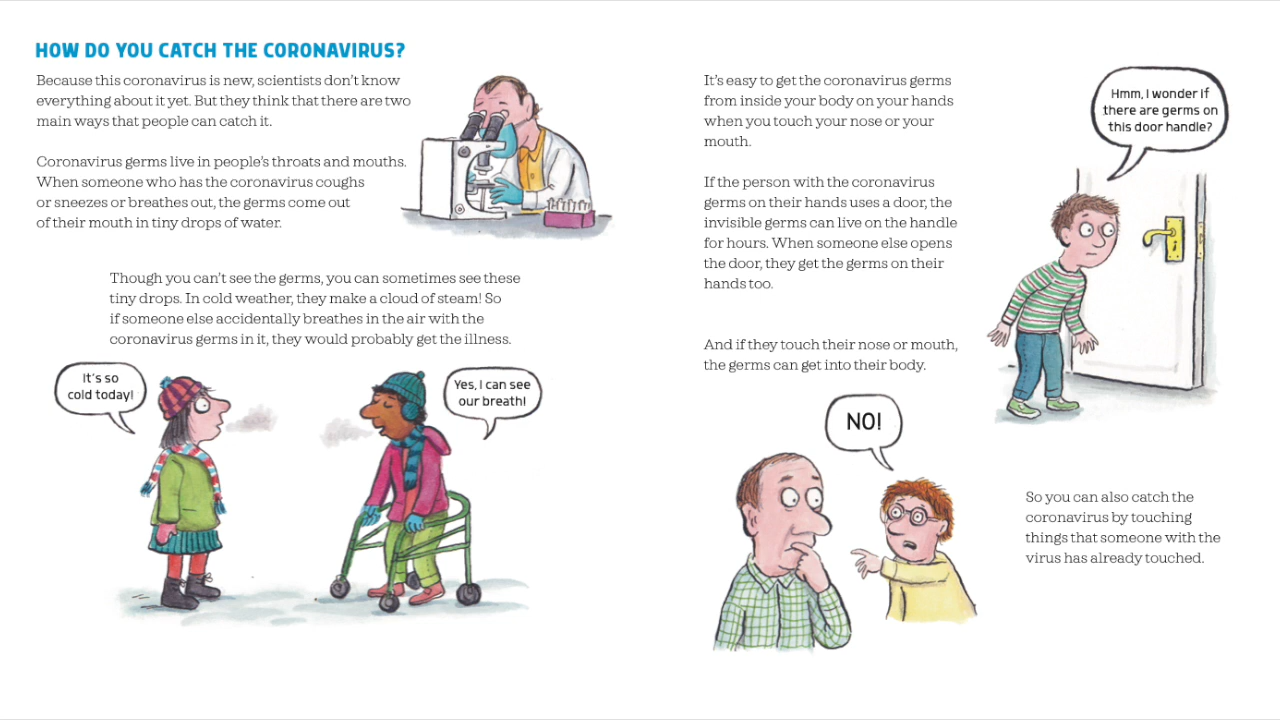 HOW DO YOU CATCH THE CORONAVIRUS?
Because this coronavirus is new, scientists don't know
everything about it yet. But they think that there are two
main ways that people can catch it.
Coronavirus germs live in people's throats and mouths.
When someone who has the coronavirus coughs
or sneezes or breathes out, the germs come out
of their mouth in tiny drops of water.
Though you can't see the germs, you can sometimes see these
tiny drops. In cold weather, they make a cloud of steam! So
if someone else accidentally breathes in the air with the
coronavirus germs in it, they would probably get the illness.
It's so
cold today!
Yes, I can see
our breath!
It's easy to get the coronavirus germs
from inside your body on your hands
when you touch your nose or your
mouth.
If the person with the coronavirus
germs on their hands uses a door, the
invisible germs can live on the handle
for hours. When someone else opens
the door, they get the germs on their
hands too.
Hmm, I wonder if
there are germs on
this door handle?
And if they touch their nose or mouth,
the germs can get into their body.
NO!
So you can also catch the
coronavirus by touching
things that someone with the
virus has already touched.